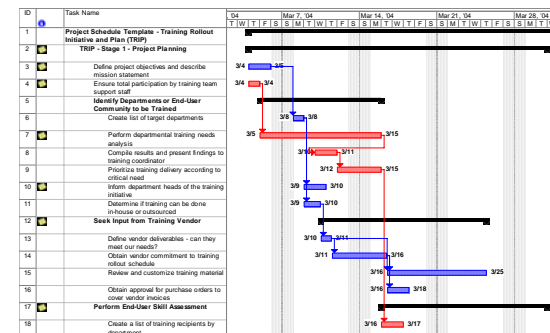 ID
Task Name
'04
Mar 7, '04
Mar 14, '04
Mar 21, '04
Mar 28, '04
T W T F S S M T W T F S S M T W T F S S M T W T F S S M T W
1
Project Schedule Template - Training Rollout
Initiative and Plan (TRIP)
2
TRIP - Stage 1 - Project Planning
3
Define project objectives and describe
mission statement
3/4
3/5
4
Ensure total participation by training team
support staff
3/4
3/4
5
Identify Departments or End-User
Community to be Trained
6
Create list of target departments
3/8
3/8
7
Perform departmental training needs
analysis
3/5
3/15
8
Compile results and present findings to
training coordinator
3/10
3/11
9
Prioritize training delivery according to
critical need
3/12
3/15
10
Inform department heads of the training
initiative
3/9
3/10
11
Determine if training can be done
in-house or outsourced
3/9
3/10
12
Seek Input from Training Vendor
13
Define vendor deliverables - can they
meet our needs?
3/10
3/11
14
Obtain vendor commitment to training
rollout schedule
3/11
3/16
15
Review and customize training material
3/16
3/25
16
Obtain approval for purchase orders to
cover vendor invoices
3/16
3/18
17
Perform End-User Skill Assessment
18
Create a list of training recipients by
department
3/16
3/17